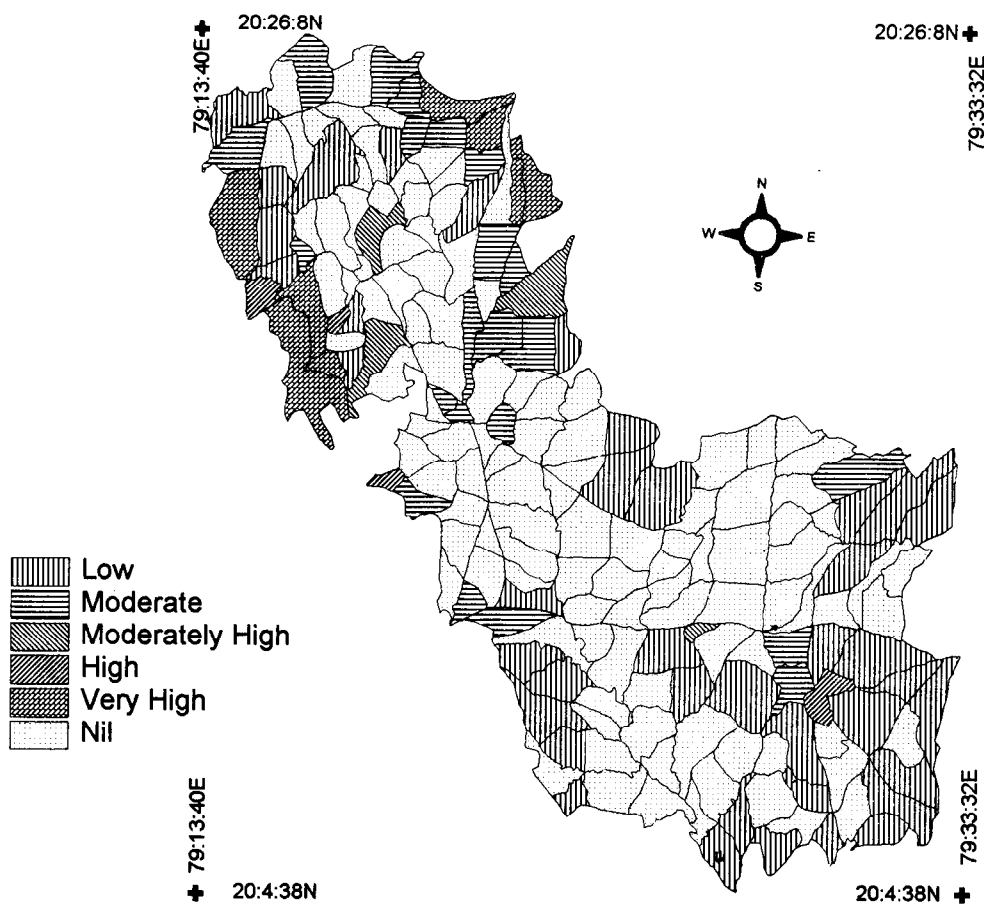 20:26:8N
20:26:8N
79:13:40E
79:33:32E
N
W
E
S
Low
Moderate
Moderately High
High
Very High
Nil
79:13:40E
79:33:32E
20:4:38N
20:4:38N